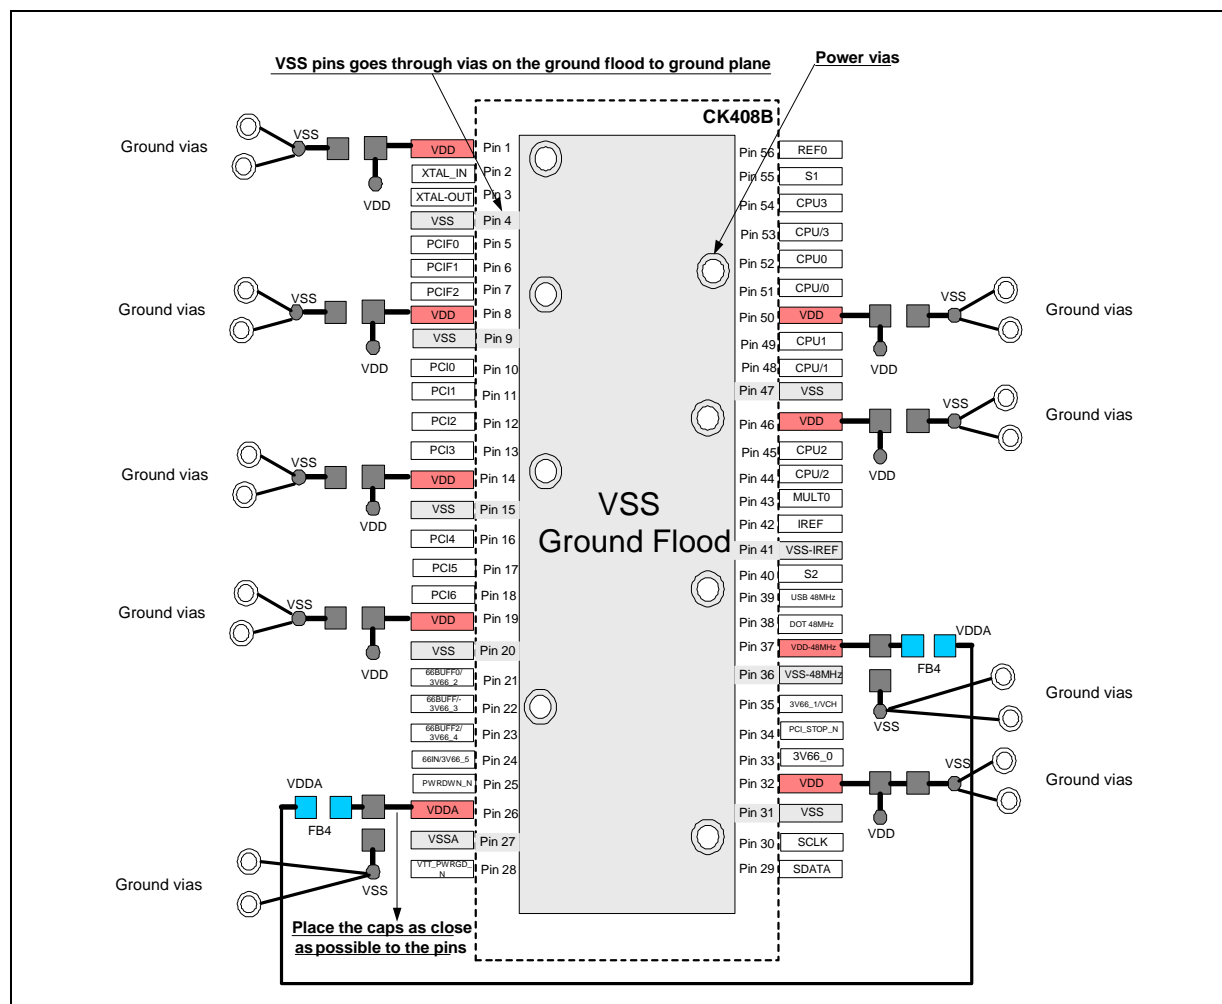 VSS pins goes through vias on the ground flood to ground plane
Power vias
CK408B
Ground vias
VSS
VDD
VDD
Pin 1
XTAL_IN
Pin 2
XTAL-OUT
Pin 3
VSS
Pin 4
PCIF0
Pin 5
PCIF1
Pin 6
PCIF2
Pin 7
Ground vias
VSS
VDD
VDD
Pin 8
VSS
Pin 9
PCI0
Pin 10
PCI1
Pin 11
PCI2
Pin 12
PCI3
Pin 13
Ground vias
VSS
VDD
VDD
Pin 14
VSS
Pin 15
PCI4
Pin 16
PCI5
Pin 17
PCI6
Pin 18
Ground vias
VSS
VDD
VDD
Pin 19
VSS
Pin 20
66BUFF0/
3V66_2
Pin 21
66BUFF/-
3V66_3
Pin 22
66BUFF2/
3V66_4
Pin 23
66IN/3V66_5
Pin 24
PWRDWN_N
Pin 25
VDDA
FB4
VDDA
Pin 26
VSSA
Pin 27
VTT_PWRGD_
N
Pin 28
Ground vias
VSS
Place the caps as close
as possible to the pins
VSS
Ground Flood
Pin 56
REF0
Pin 55
S1
Pin 54
CPU3
Pin 53
CPU/3
Pin 52
CPU0
Pin 51
CPU/0
Pin 50
VDD
VDD
VSS
Ground vias
Pin 49
CPU1
Pin 48
CPU/1
Pin 47
VSS
Pin 46
VDD
VDD
VSS
Ground vias
Pin 45
CPU2
Pin 44
CPU/2
Pin 43
MULT0
Pin 42
IREF
Pin 41
VSS-IREF
Pin 40
S2
Pin 39
USB 48MHz
Pin 38
DOT 48MHz
Pin 37
VDD-48MHz
VDDA
FB4
Pin 36
VSS-48MHz
VSS
Ground vias
Pin 35
3V66_1/VCH
Pin 34
PCI_STOP_N
Pin 33
3V66_0
Pin 32
VDD
VDD
VSS
Ground vias
Pin 31
VSS
Pin 30
SCLK
Pin 29
SDATA